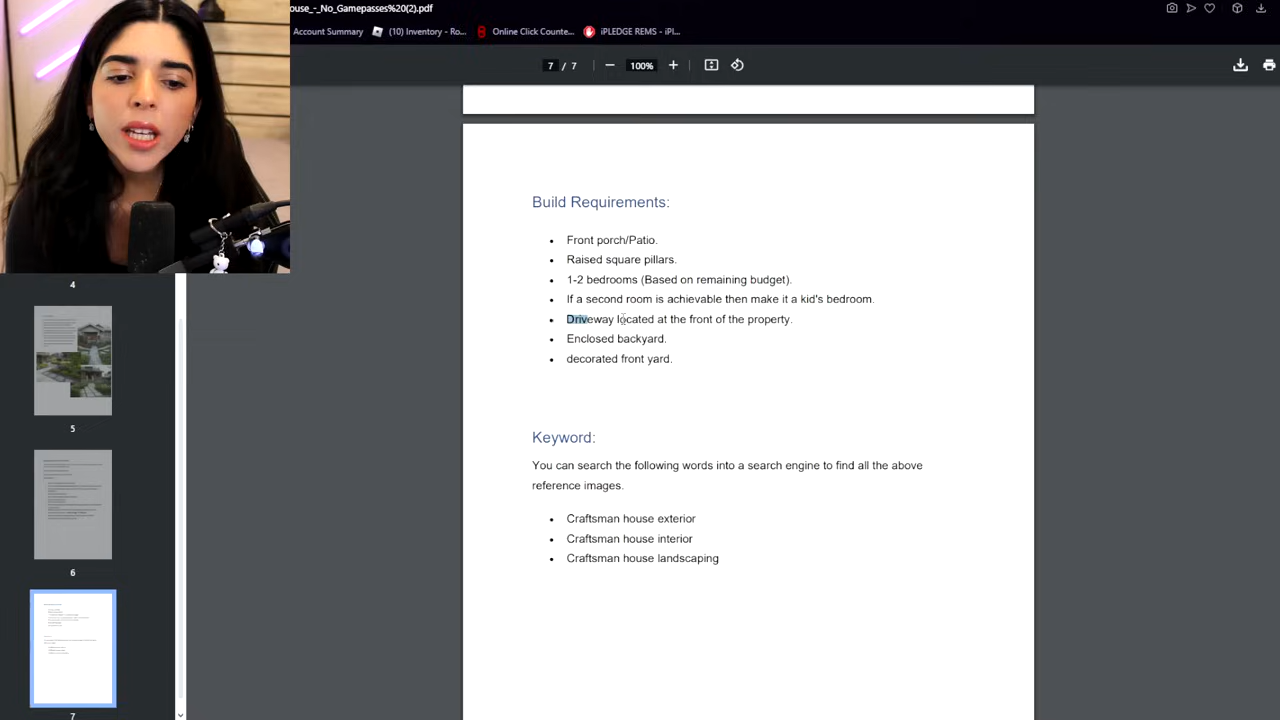 ouse_-_No_Gamepasses%20(2).pdf
Account Summary
(10) Inventory - Ro...
Online Click Counte...
iPLEDGE REMS - iPl...
7 / 7
100%
Build Requirements:
• Front porch/Patio.
• Raised square pillars.
• 1-2 bedrooms (Based on remaining budget).
• If a second room is achievable then make it a kid's bedroom.
• Driveway located at the front of the property.
• Enclosed backyard.
• decorated front yard.
Keyword:
You can search the following words into a search engine to find all the above
reference images.
• Craftsman house exterior
• Craftsman house interior
• Craftsman house landscaping
4
5
6
7